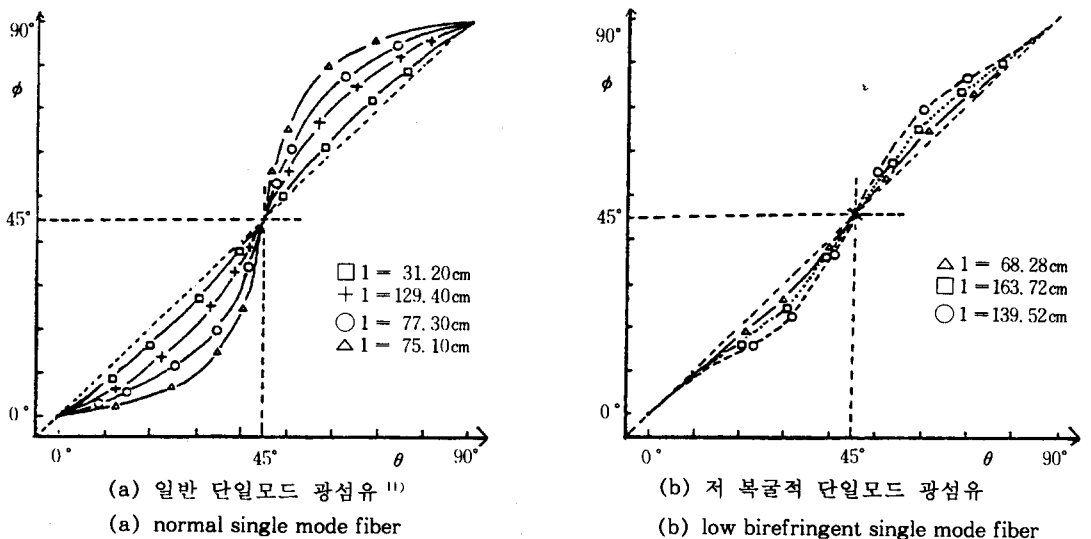 90°
ϕ
45°
0°
□ l = 31.20cm
+ l = 129.40cm
○ l = 77.30cm
△ l = 75.10cm
0°
45°
θ
90°
(a) 일반 단일모드 광섬유 11)
(a) normal single mode fiber
90°
ϕ
45°
0°
△ l = 68.28cm
□ l = 163.72cm
○ l = 139.52cm
0°
45°
θ
90°
(b) 저 복굴적 단일모드 광섬유
(b) low birefringent single mode fiber